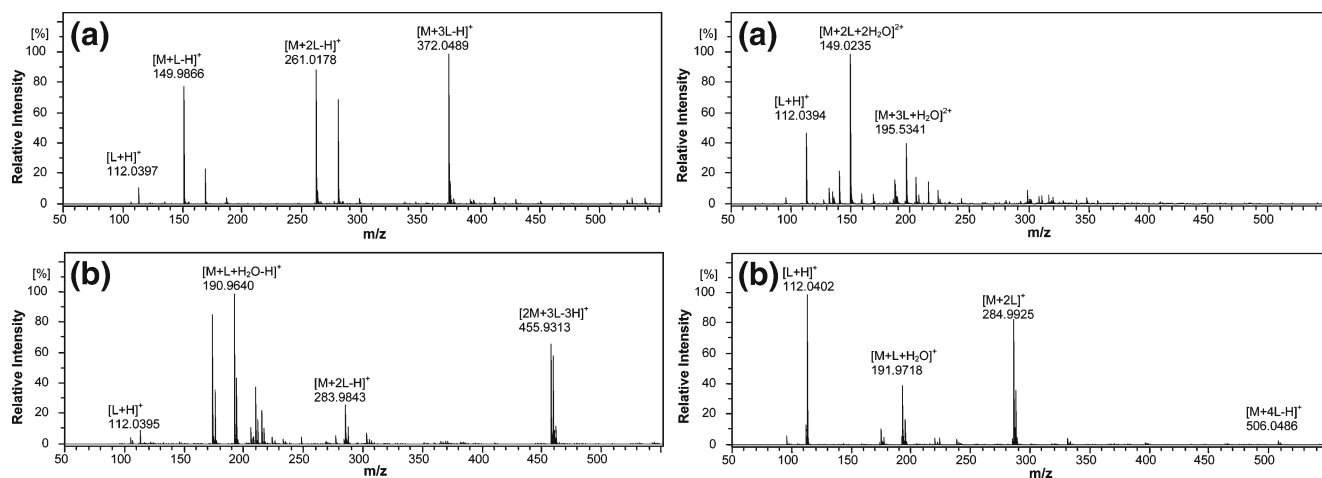 (a)
[%]
100
80
60
40
20
0
Relative Intensity
[L+H]⁺
112.0397
[M+L-H]⁺
149.9866
[M+2L-H]⁺
261.0178
[M+3L-H]⁺
372.0489
50 100 150 200 250 300 350 400 450 500
m/z
(a)
[%]
100
80
60
40
20
0
Relative Intensity
[L+H]⁺
112.0394
[M+2L+2H₂O]²⁺
149.0235
[M+3L+H₂O]²⁺
195.5341
50 100 150 200 250 300 350 400 450 500
m/z
(b)
[%]
100
80
60
40
20
0
Relative Intensity
[L+H]⁺
112.0395
[M+L+H₂O-H]⁺
190.9640
[M+2L-H]⁺
283.9843
[2M+3L-3H]⁺
455.9313
50 100 150 200 250 300 350 400 450 500
m/z
(b)
[%]
100
80
60
40
20
0
Relative Intensity
[L+H]⁺
112.0402
[M+L+H₂O]⁺
191.9718
[M+2L]⁺
284.9925
[M+4L-H]⁺
506.0486
50 100 150 200 250 300 350 400 450 500
m/z